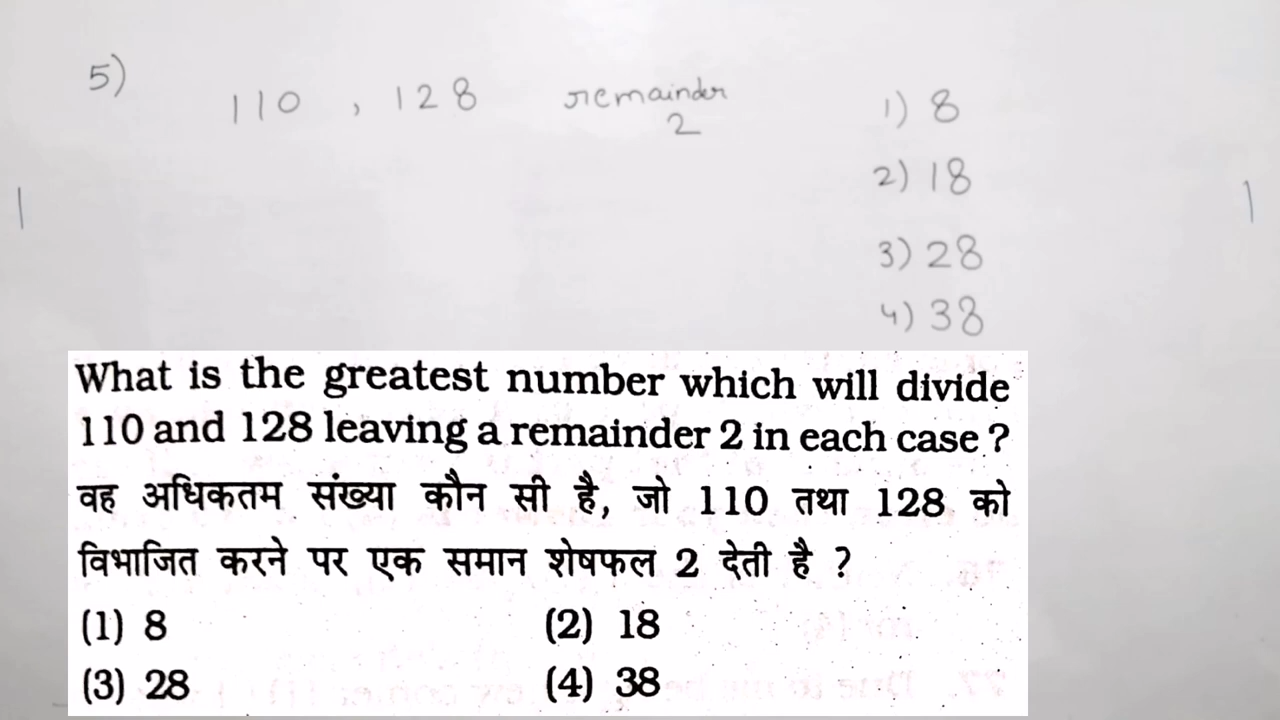 5)
110 , 128 remainder
2
1) 8
2) 18
3) 28
4) 38
What is the greatest number which will divide
110 and 128 leaving a remainder 2 in each case ?
वह अधिकतम संख्या कौन सी है, जो 110 तथा 128 को
विभाजित करने पर एक समान शेषफल 2 देती है ?
(1) 8 (2) 18
(3) 28 (4) 38